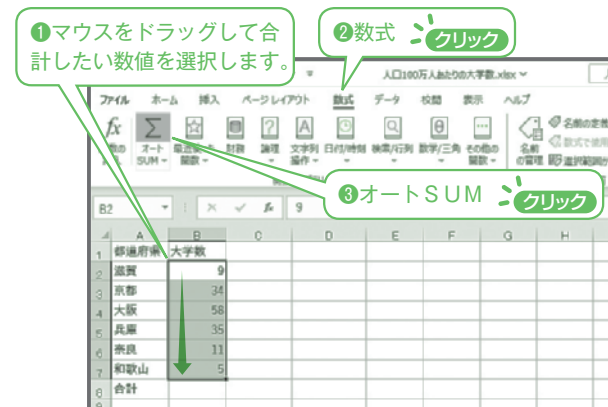 ❶マウスをドラッグして合
計したい数値を選択します。
❷数式 クリック
人口100万人あたりの大学数.xlsx
ファイル ホーム 挿入 ページレイアウト 数式 データ 校閲 表示 ヘルプ
fx Σ
オート
SUM
財務 論理 文字列
操作 日付/時刻 検索/行列 数学/三角 その他の
関数 名前
の管理
❸オートSUM クリック
B2 fx 9
A B C D E F G H
1 都道府県 大学数
2 滋賀 9
3 京都 34
4 大阪 58
5 兵庫 35
6 奈良 11
7 和歌山 5
8 合計
9